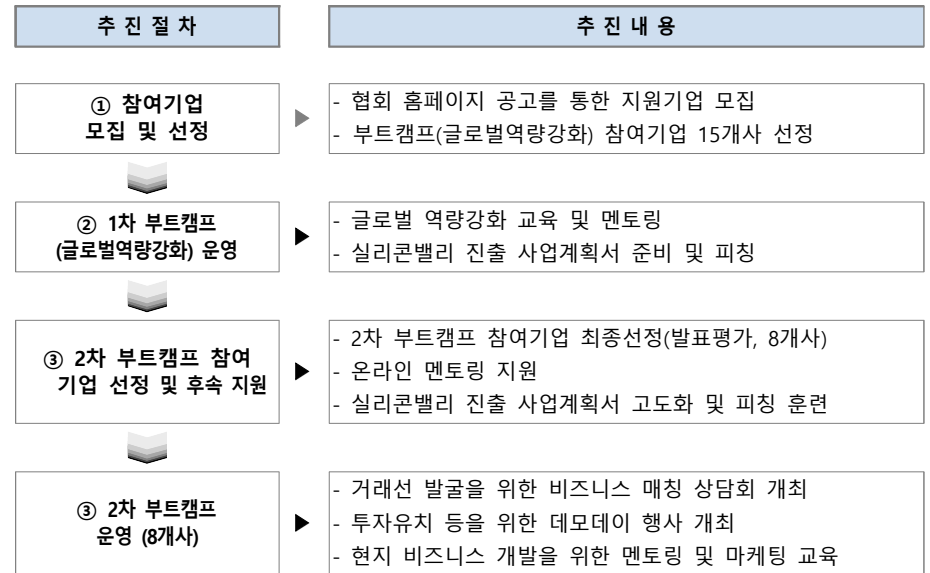 추 진 절 차
추 진 내 용
① 참여기업
모집 및 선정
▶
- 협회 홈페이지 공고를 통한 지원기업 모집
- 부트캠프(글로벌역량강화) 참여기업 15개사 선정
② 1차 부트캠프
(글로벌역량강화) 운영
▶
- 글로벌 역량강화 교육 및 멘토링
- 실리콘밸리 진출 사업계획서 준비 및 피칭
③ 2차 부트캠프 참여
기업 선정 및 후속 지원
▶
- 2차 부트캠프 참여기업 최종선정(발표평가, 8개사)
- 온라인 멘토링 지원
- 실리콘밸리 진출 사업계획서 고도화 및 피칭 훈련
③ 2차 부트캠프
운영 (8개사)
▶
- 거래선 발굴을 위한 비즈니스 매칭 상담회 개최
- 투자유치 등을 위한 데모데이 행사 개최
- 현지 비즈니스 개발을 위한 멘토링 및 마케팅 교육